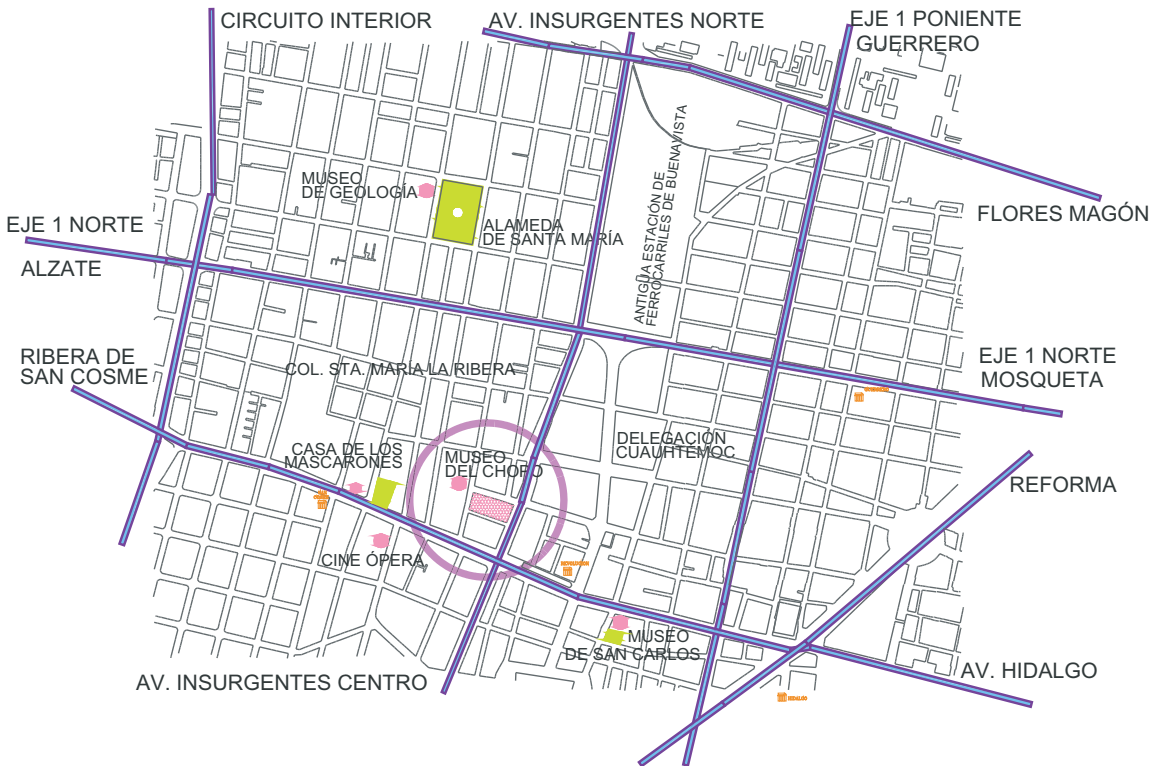 CIRCUITO INTERIOR
AV. INSURGENTES NORTE
EJE 1 PONIENTE
GUERRERO
MUSEO
DE GEOLOGÍA
ANTIGUA ESTACIÓN DE
FERROCARRILES DE BUENAVISTA
FLORES MAGÓN
EJE 1 NORTE
ALZATE
ALAMEDA
DE SANTA MARÍA
RIBERA DE
SAN COSME
COL. STA. MARÍA LA RIBERA
EJE 1 NORTE
MOSQUETA
CASA DE LOS
MASCARONES
MUSEO
DEL CHOPO
DELEGACIÓN
CUAUHTEMOC
REFORMA
CINE ÓPERA
REVOLUCION
MUSEO
DE SAN CARLOS
AV. INSURGENTES CENTRO
AV. HIDALGO
HIDALGO